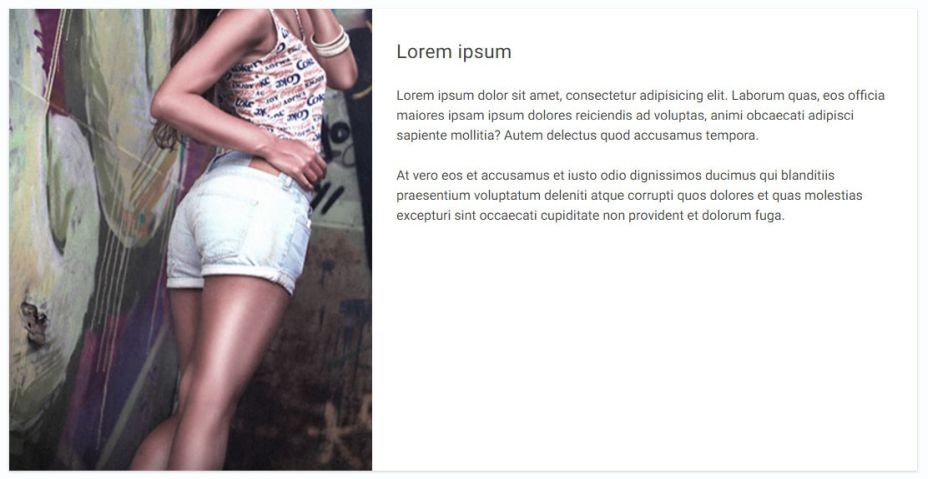 Lorem ipsum
Lorem ipsum dolor sit amet, consectetur adipisicing elit. Laborum quas, eos officia
maiores ipsam ipsum dolores reiciendis ad voluptas, animi obcaecati adipisci
sapiente mollitia? Autem delectus quod accusamus tempora.
At vero eos et accusamus et iusto odio dignissimos ducimus qui blanditiis
praesentium voluptatum deleniti atque corrupti quos dolores et quas molestias
excepturi sint occaecati cupiditate non provident et dolorum fuga.